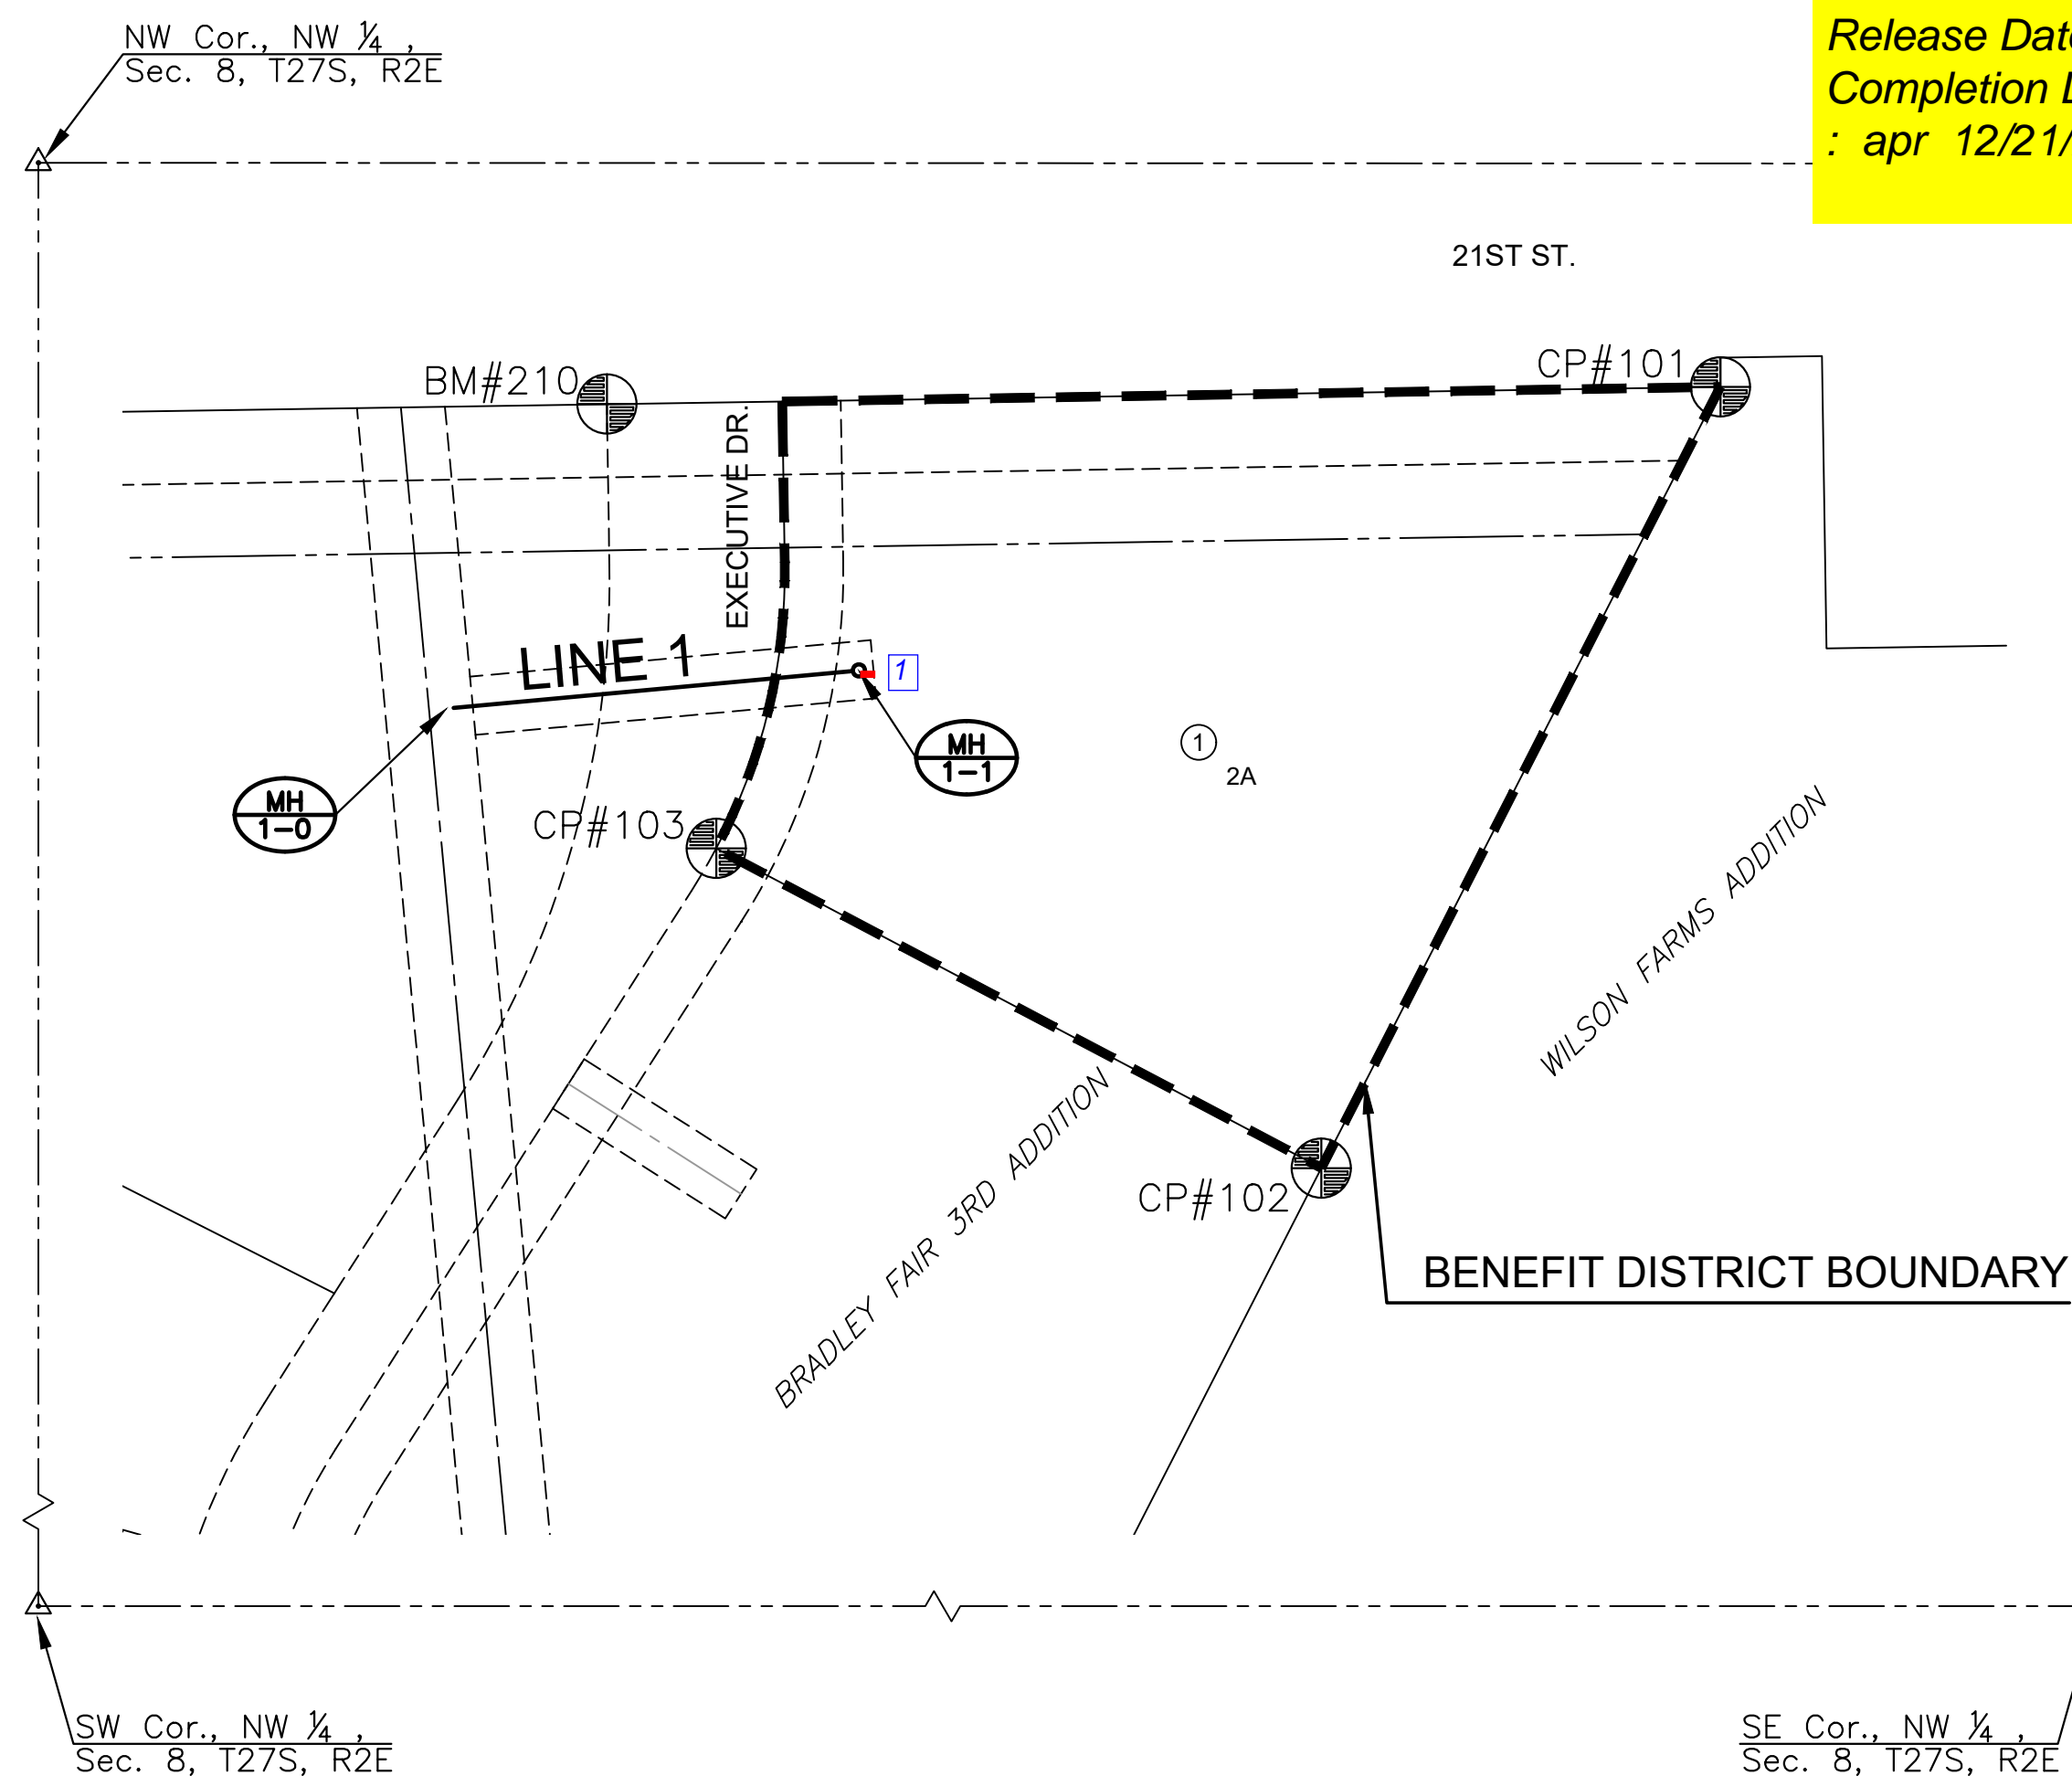 NW Cor., NW ¼ ,
Sec. 8, T27S, R2E
Release Dat
Completion
: apr 12/21/
21ST ST.
CP#101
BM#210
EXECUTIVE DR.
LINE 1
1
MH
1-1
1
2A
MH
1-0
CP#103
WILSON FARMS ADDITION
BRADLEY FAIR 3RD ADDITION
CP#102
BENEFIT DISTRICT BOUNDARY
SW Cor., NW ¼ ,
Sec. 8, T27S, R2E
SE Cor., NW ¼ ,
Sec. 8, T27S, R2E